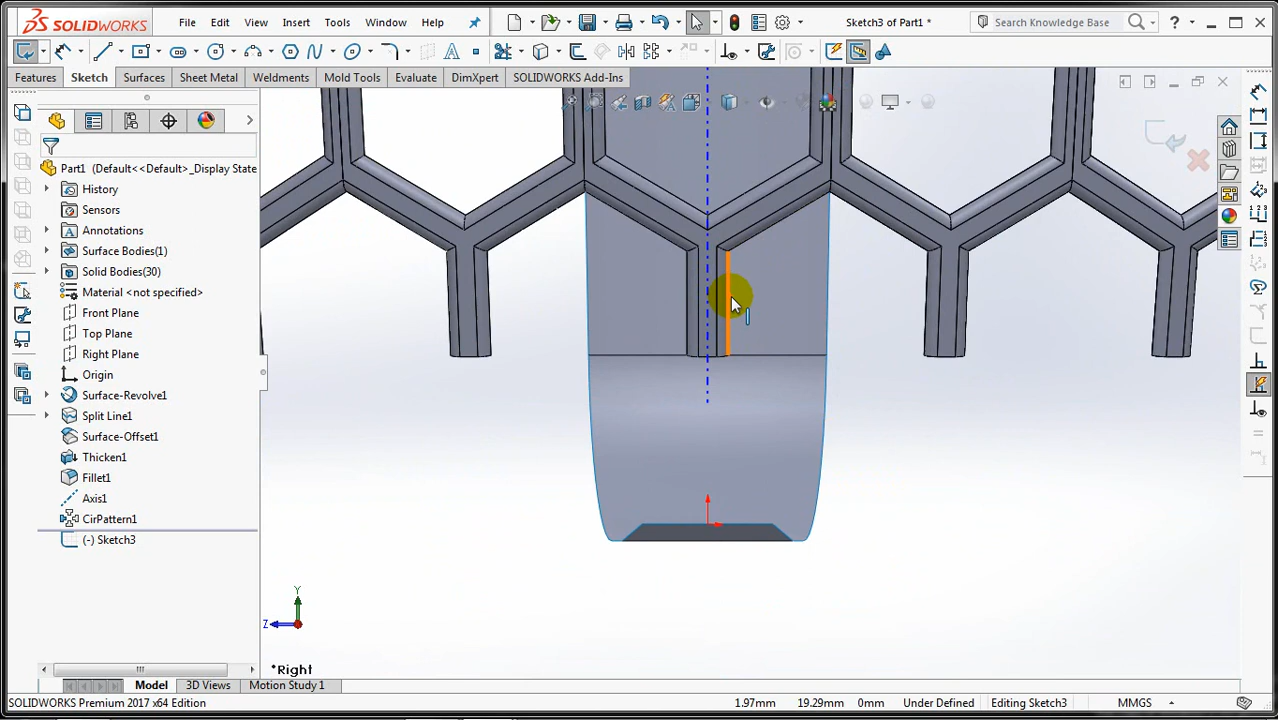 SOLIDWORKS File Edit View Insert Tools Window Help Sketch3 of Part1 * Search Knowledge Base ?
Features Sketch Surfaces Sheet Metal Weldments Mold Tools Evaluate DimXpert SOLIDWORKS Add-Ins
Part1 (Default<<Default>_Display State
History
Sensors
Annotations
Surface Bodies(1)
Solid Bodies(30)
Material <not specified>
Front Plane
Top Plane
Right Plane
Origin
Surface-Revolve1
Split Line1
Surface-Offset1
Thicken1
Fillet1
Axis1
CirPattern1
(-) Sketch3
Y
Z
*Right
Model 3D Views Motion Study 1
SOLIDWORKS Premium 2017 x64 Edition 1.97mm 19.29mm 0mm Under Defined Editing Sketch3 MMGS